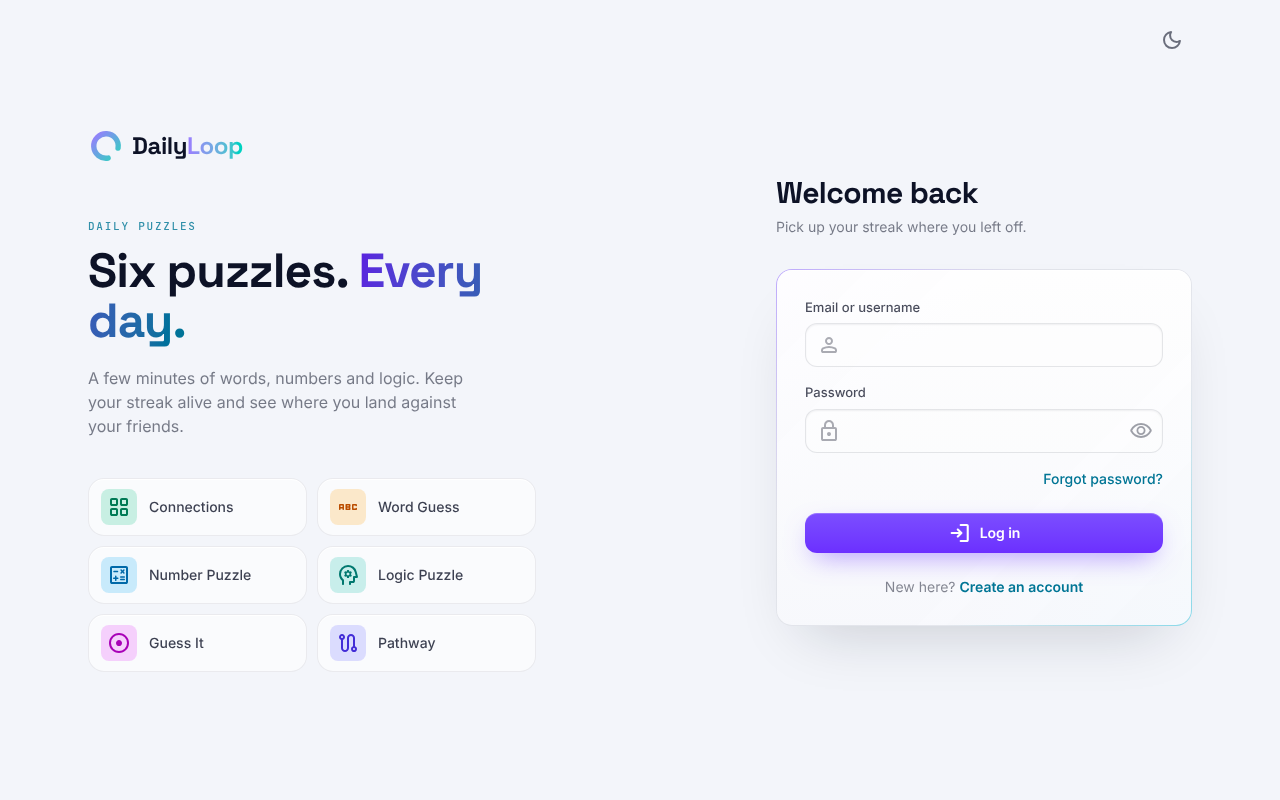 DailyLoop
DAILY PUZZLES
Six puzzles. Every
day.
A few minutes of words, numbers and logic. Keep
your streak alive and see where you land against
your friends.
Connections
ABC
Word Guess
Number Puzzle
Logic Puzzle
Guess It
Pathway
Welcome back
Pick up your streak where you left off.
Email or username
Password
Forgot password?
Log in
New here? Create an account